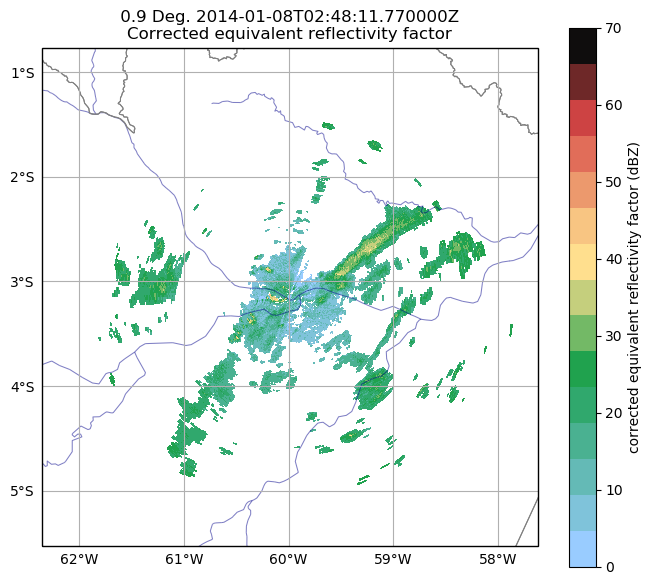 0.9 Deg. 2014-01-08T02:48:11.770000Z
Corrected equivalent reflectivity factor
1°S
2°S
3°S
4°S
5°S
62°W 61°W 60°W 59°W 58°W
70
60
50
40
30
20
10
0
corrected equivalent reflectivity factor (dBZ)